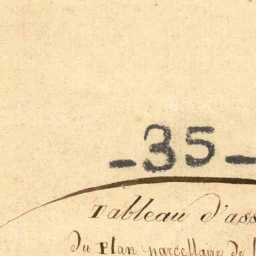 -35-
Tableau d'ass
du Plan parcellaire de l